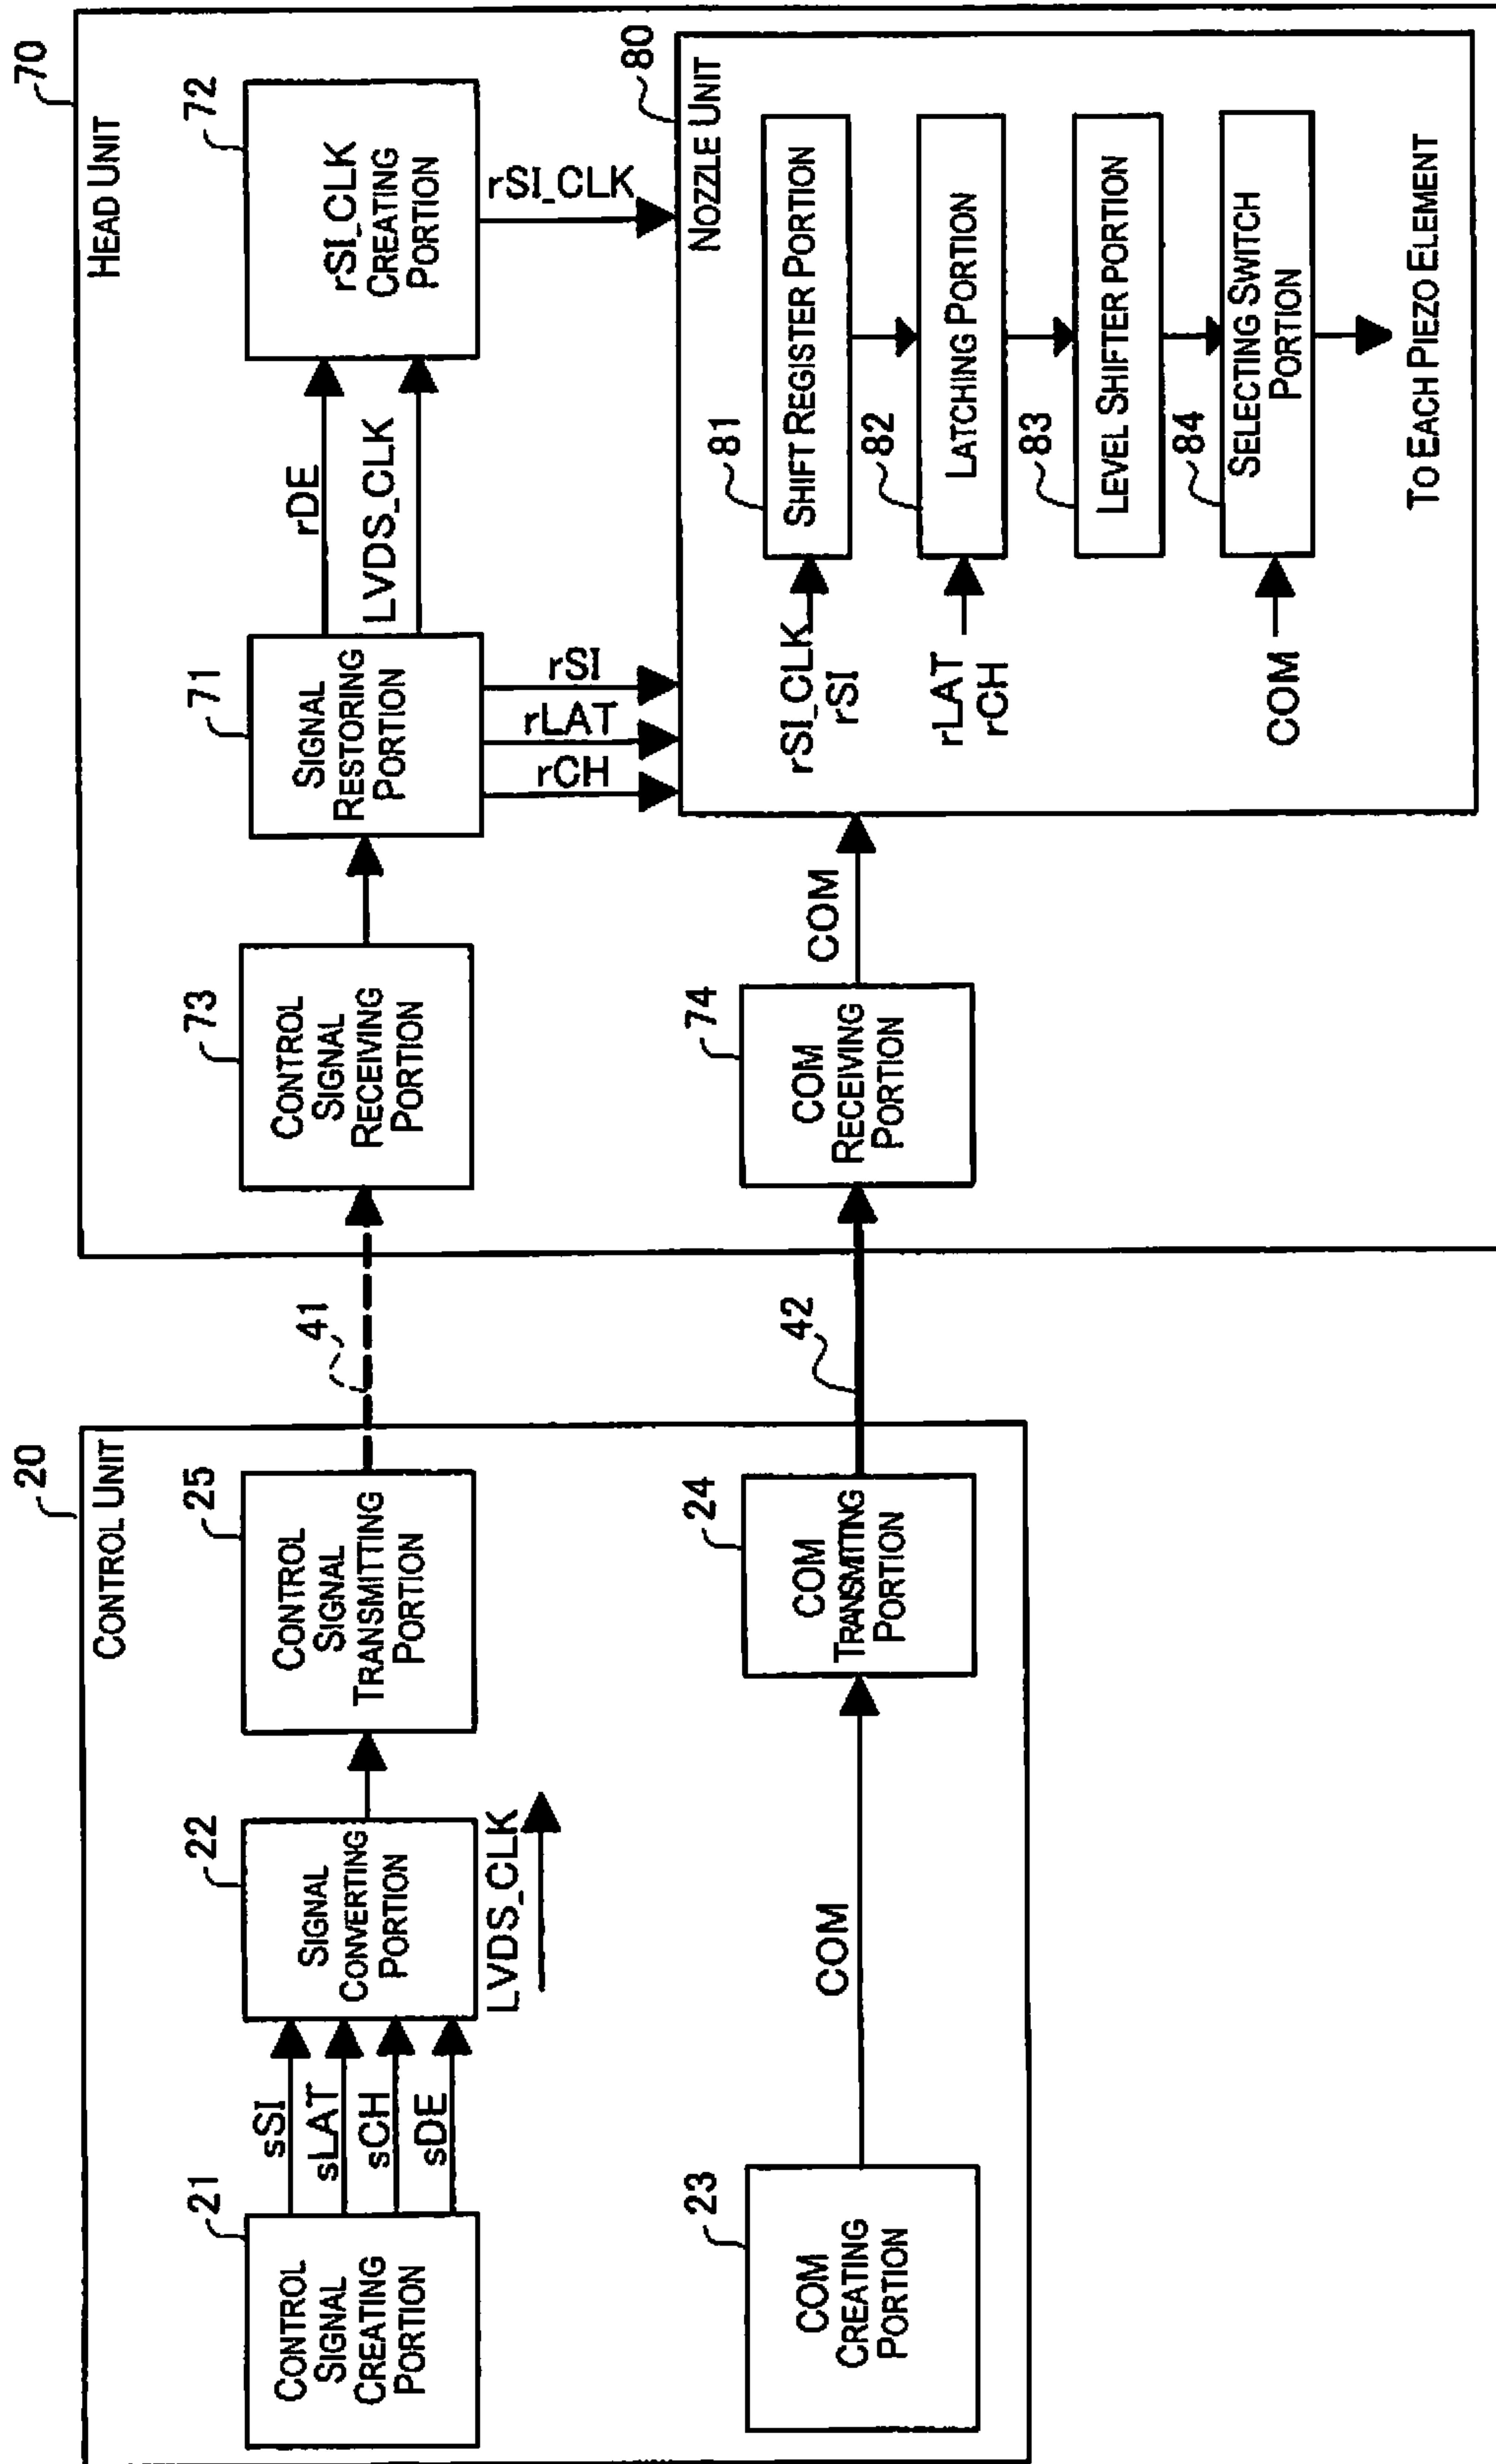 20
CONTROL UNIT
21
CONTROL
SIGNAL
CREATING
PORTION
sSI
sLAT
sCH
sDE
22
SIGNAL
CONVERTING
PORTION
LVDS_CLK
25
CONTROL
SIGNAL
TRANSMITTING
PORTION
23
COM
CREATING
PORTION
COM
24
COM
TRANSMITTING
PORTION
41
42
70
HEAD UNIT
73
CONTROL
SIGNAL
RECEIVING
PORTION
71
SIGNAL
RESTORING
PORTION
rDE
LVDS_CLK
72
rSI_CLK
CREATING
PORTION
rSI_CLK
rSI
rLAT
rCH
74
COM
RECEIVING
PORTION
COM
80
NOZZLE UNIT
81
rSI_CLK
rSI
SHIFT REGISTER PORTION
82
rLAT
rCH
LATCHING PORTION
83
LEVEL SHIFTER PORTION
84
COM
SELECTING SWITCH
PORTION
TO EACH PIEZO ELEMENT